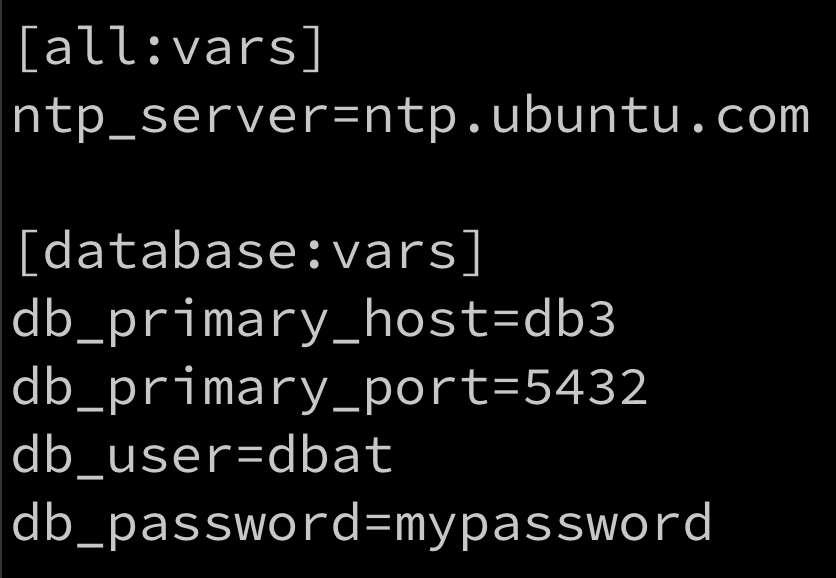 [all:vars]
ntp_server=ntp.ubuntu.com
[database:vars]
db_primary_host=db3
db_primary_port=5432
db_user=dbat
db_password=mypassword